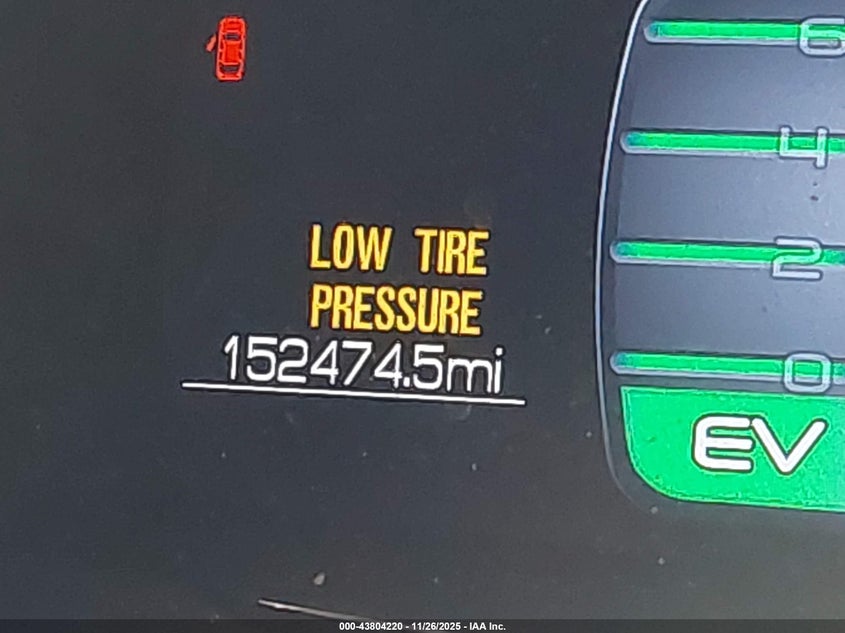 6
4
LOW TIRE
PRESSURE
2
152474.5mi
0
EV
000-43804220 - 11/26/2025 - IAA Inc.